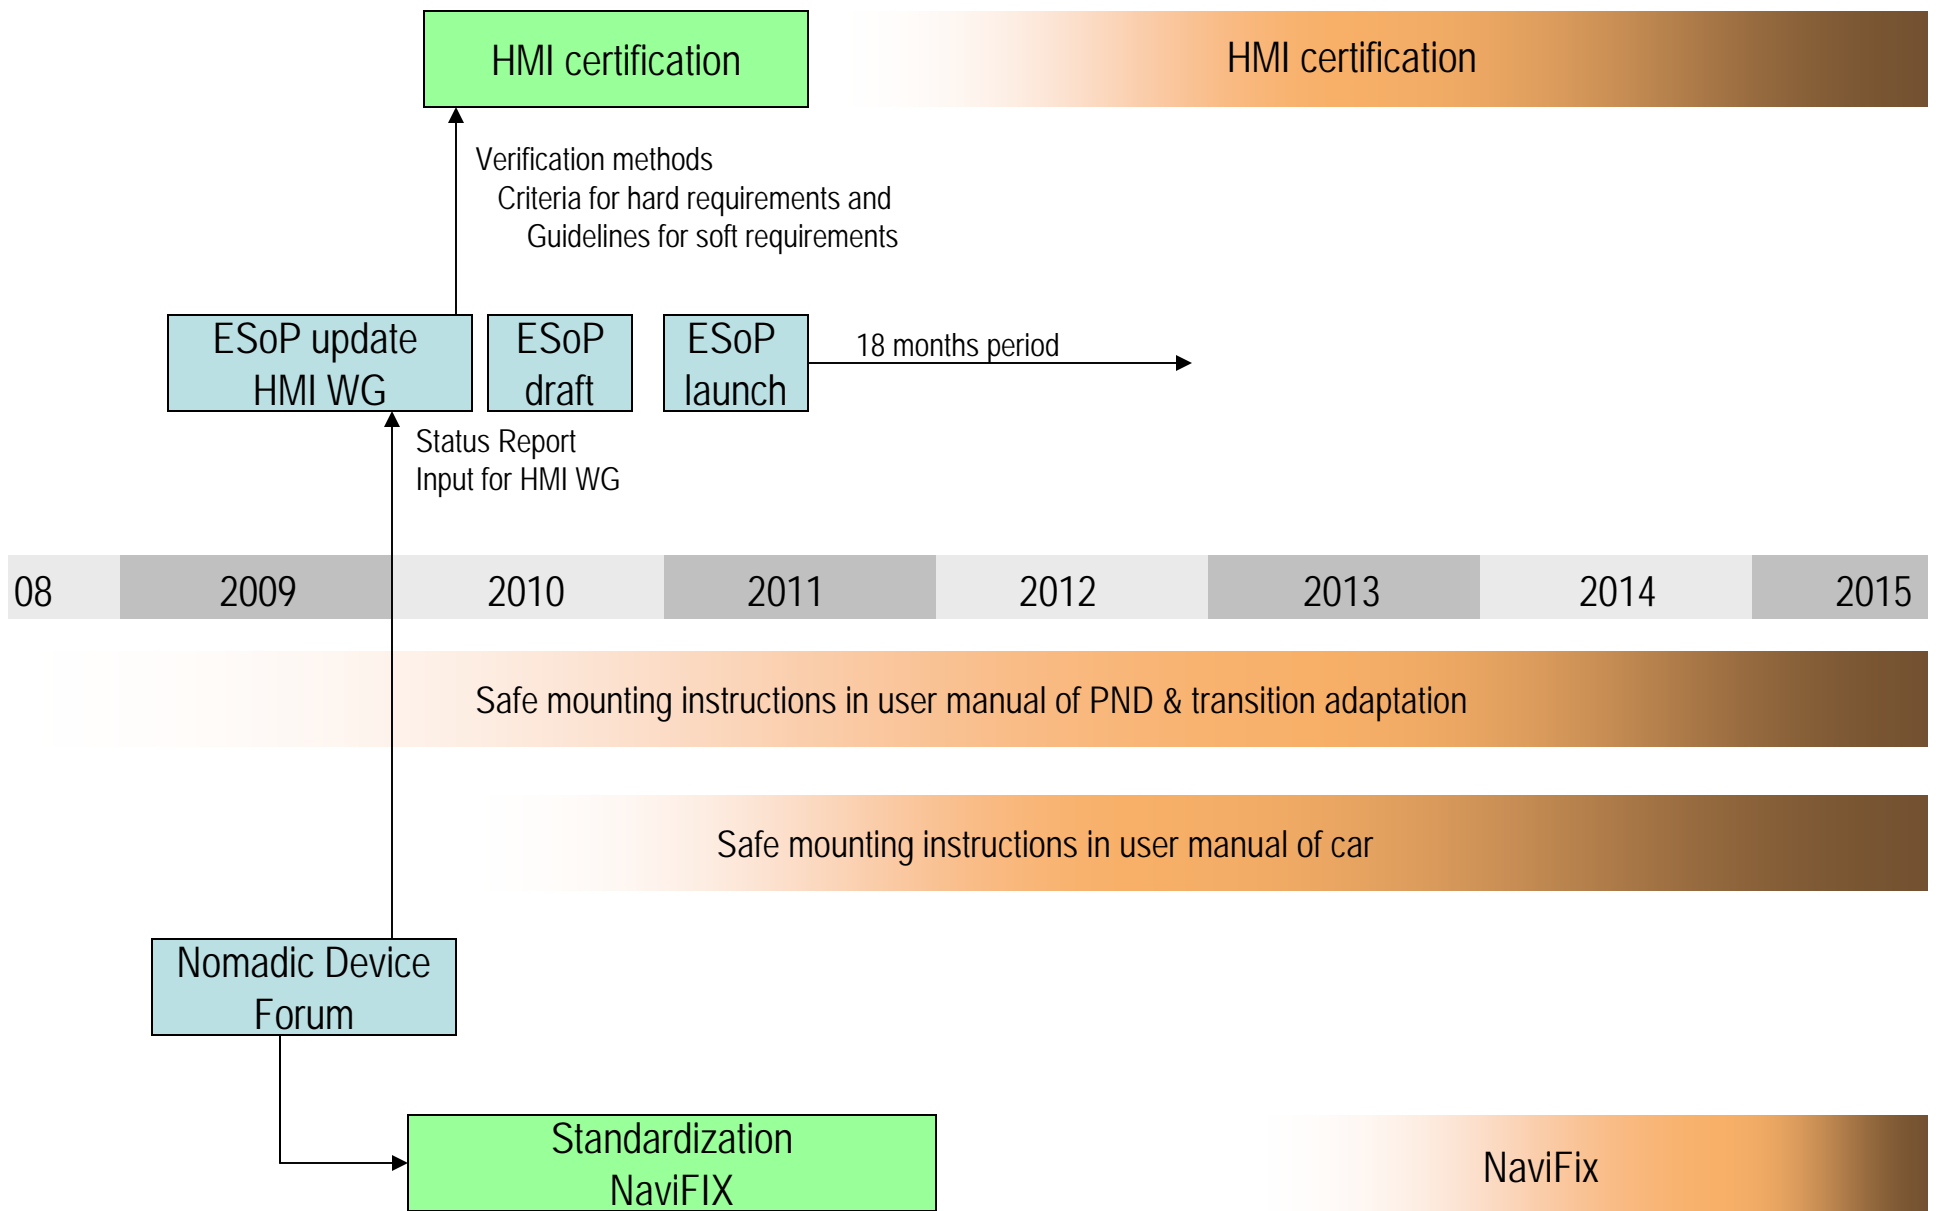 HMI certification
HMI certification
Verification methods
Criteria for hard requirements and
Guidelines for soft requirements
ESoP update
HMI WG
ESoP
draft
ESoP
launch
18 months period
Status Report
Input for HMI WG
08
2009
2010
2011
2012
2013
2014
2015
Safe mounting instructions in user manual of PND & transition adaptation
Safe mounting instructions in user manual of car
Nomadic Device
Forum
Standardization
NaviFIX
NaviFix